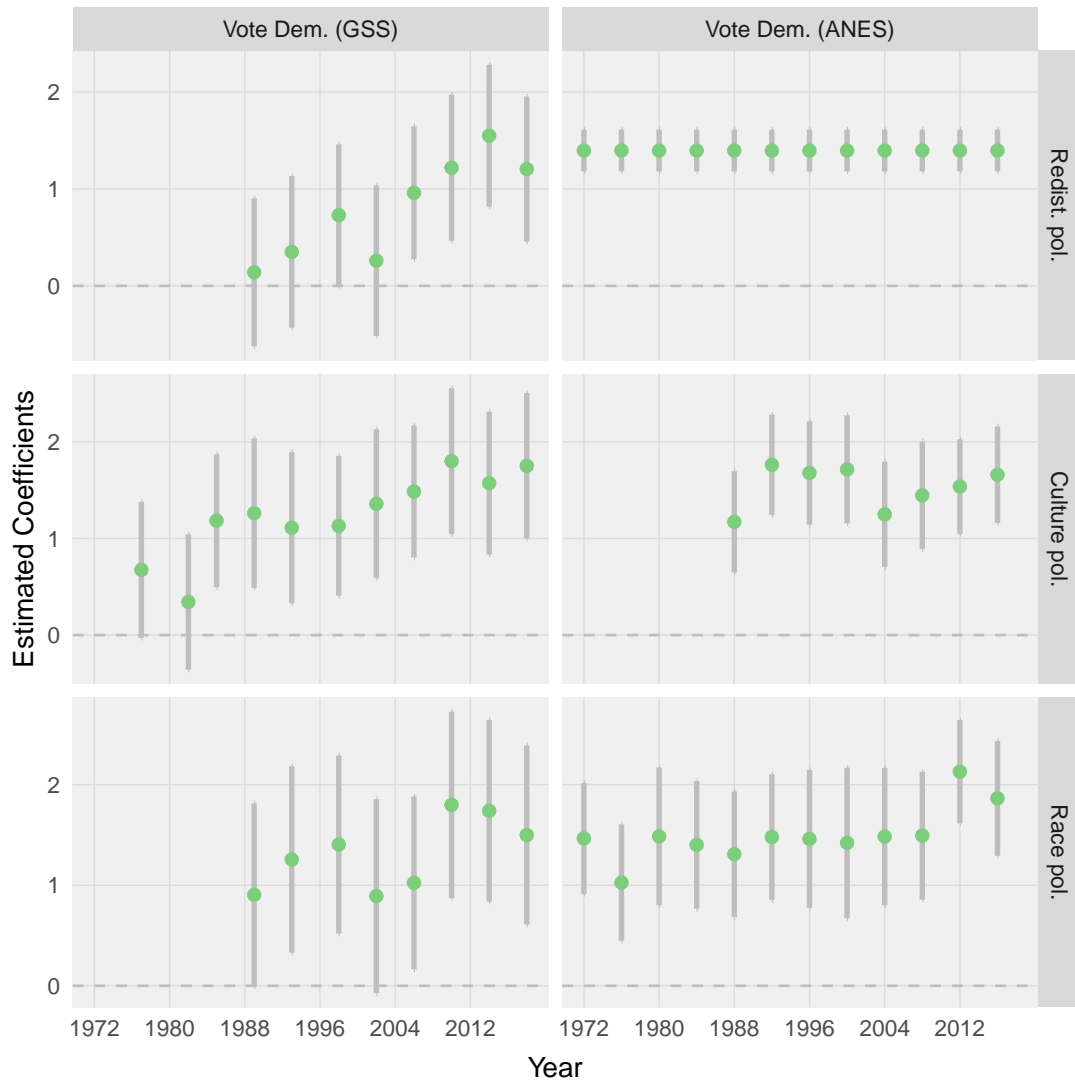 Vote Dem. (GSS)
Vote Dem. (ANES)
2
1
0
Redist. pol.
2
1
0
Culture pol.
2
1
0
Race pol.
Estimated Coefficients
1972 1980 1988 1996 2004 2012
1972 1980 1988 1996 2004 2012
Year